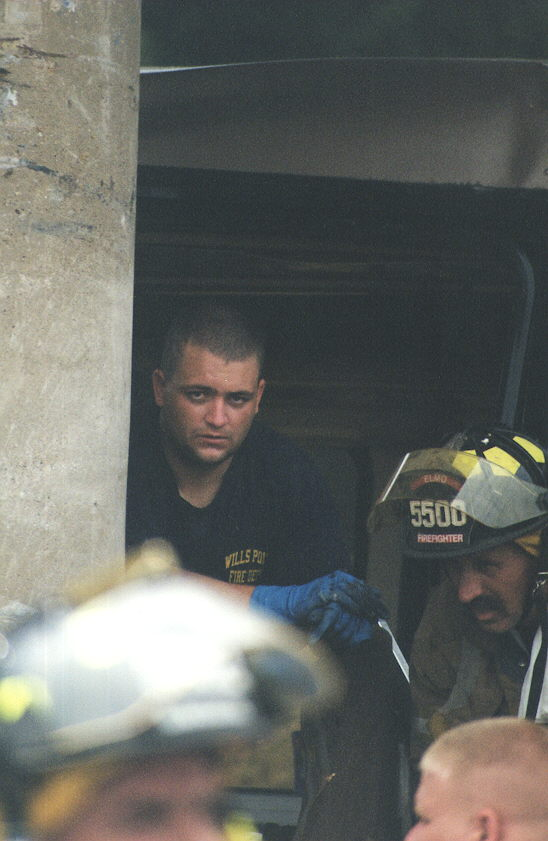 WILLS PO
FIRE DE
ELMO
5500
FIREFIGHTER